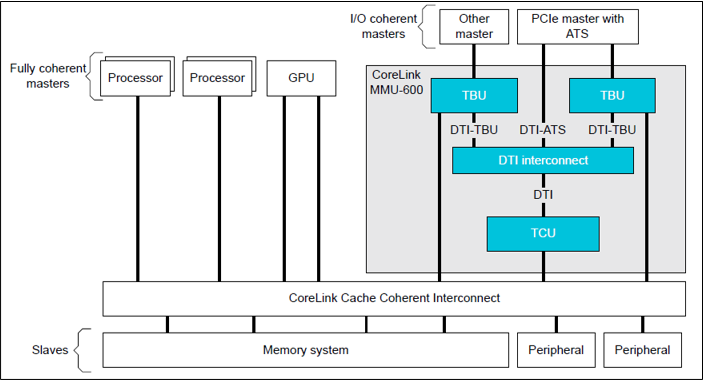 I/O coherent
masters
Other
master
PCIe master with
ATS
Fully coherent
masters
Processor
Processor
GPU
CoreLink
MMU-600
TBU
TBU
DTI-TBU
DTI-ATS
DTI-TBU
DTI interconnect
DTI
TCU
CoreLink Cache Coherent Interconnect
Slaves
Memory system
Peripheral
Peripheral